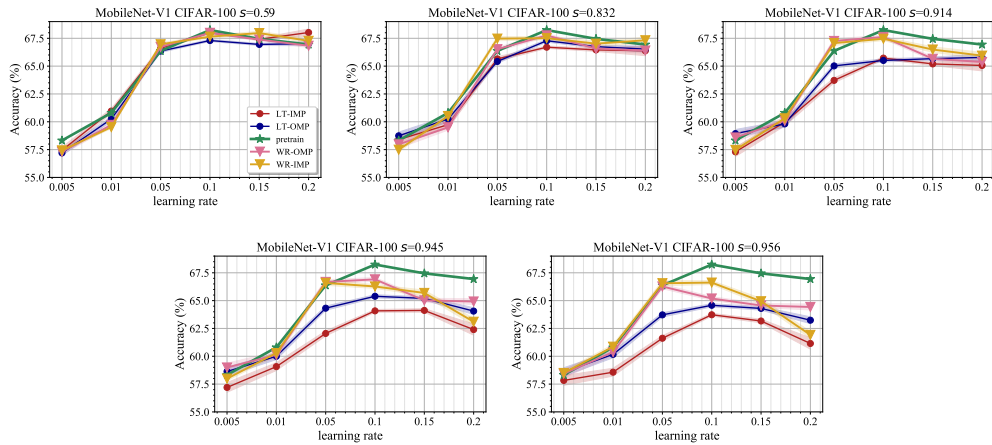 MobileNet-V1 CIFAR-100 s=0.59
Accuracy (%)
67.5
65.0
62.5
60.0
57.5
55.0
LT-IMP
LT-OMP
pretrain
WR-OMP
WR-IMP
0.005 0.01 0.05 0.1 0.15 0.2
learning rate
MobileNet-V1 CIFAR-100 s=0.832
Accuracy (%)
67.5
65.0
62.5
60.0
57.5
55.0
0.005 0.01 0.05 0.1 0.15 0.2
learning rate
MobileNet-V1 CIFAR-100 s=0.914
Accuracy (%)
67.5
65.0
62.5
60.0
57.5
55.0
0.005 0.01 0.05 0.1 0.15 0.2
learning rate
MobileNet-V1 CIFAR-100 s=0.945
Accuracy (%)
67.5
65.0
62.5
60.0
57.5
55.0
0.005 0.01 0.05 0.1 0.15 0.2
learning rate
MobileNet-V1 CIFAR-100 s=0.956
Accuracy (%)
67.5
65.0
62.5
60.0
57.5
55.0
0.005 0.01 0.05 0.1 0.15 0.2
learning rate